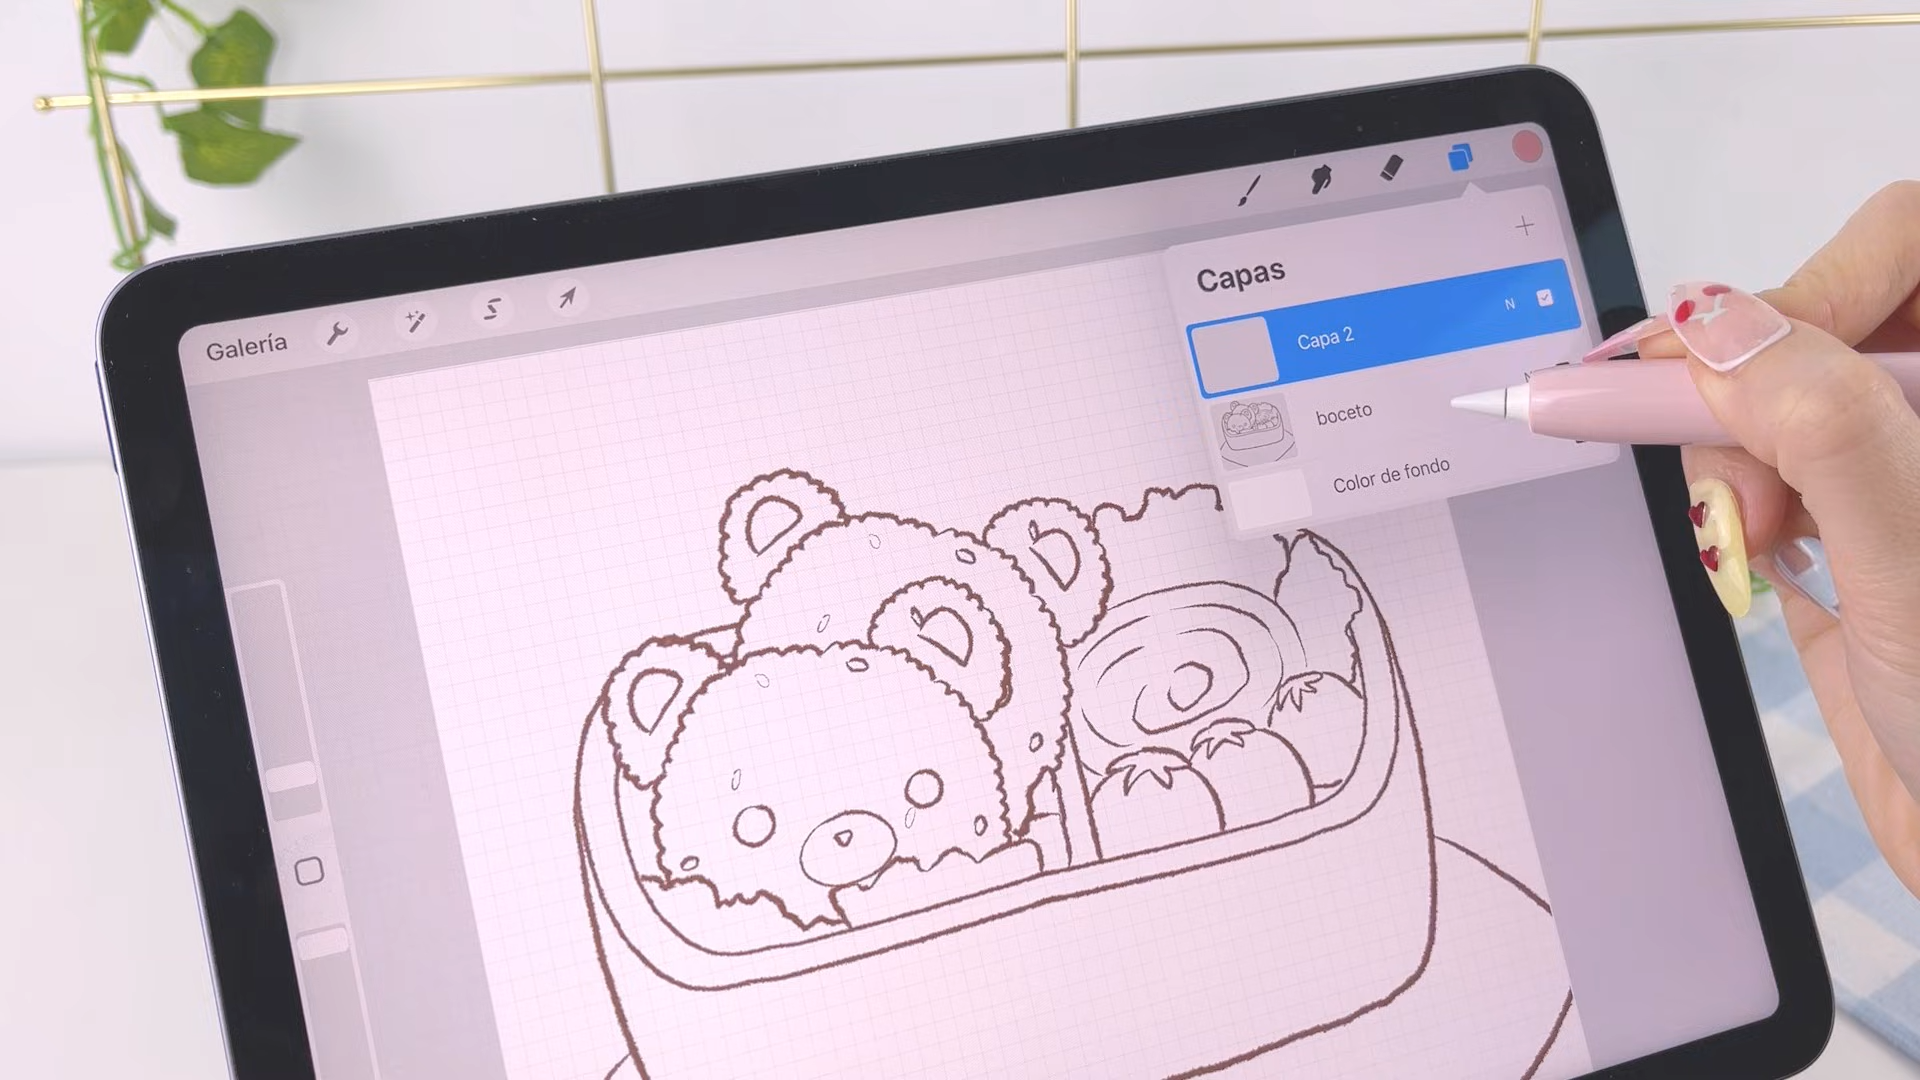 Galería
Capas
Capa 2
N
boceto
N
Color de fondo